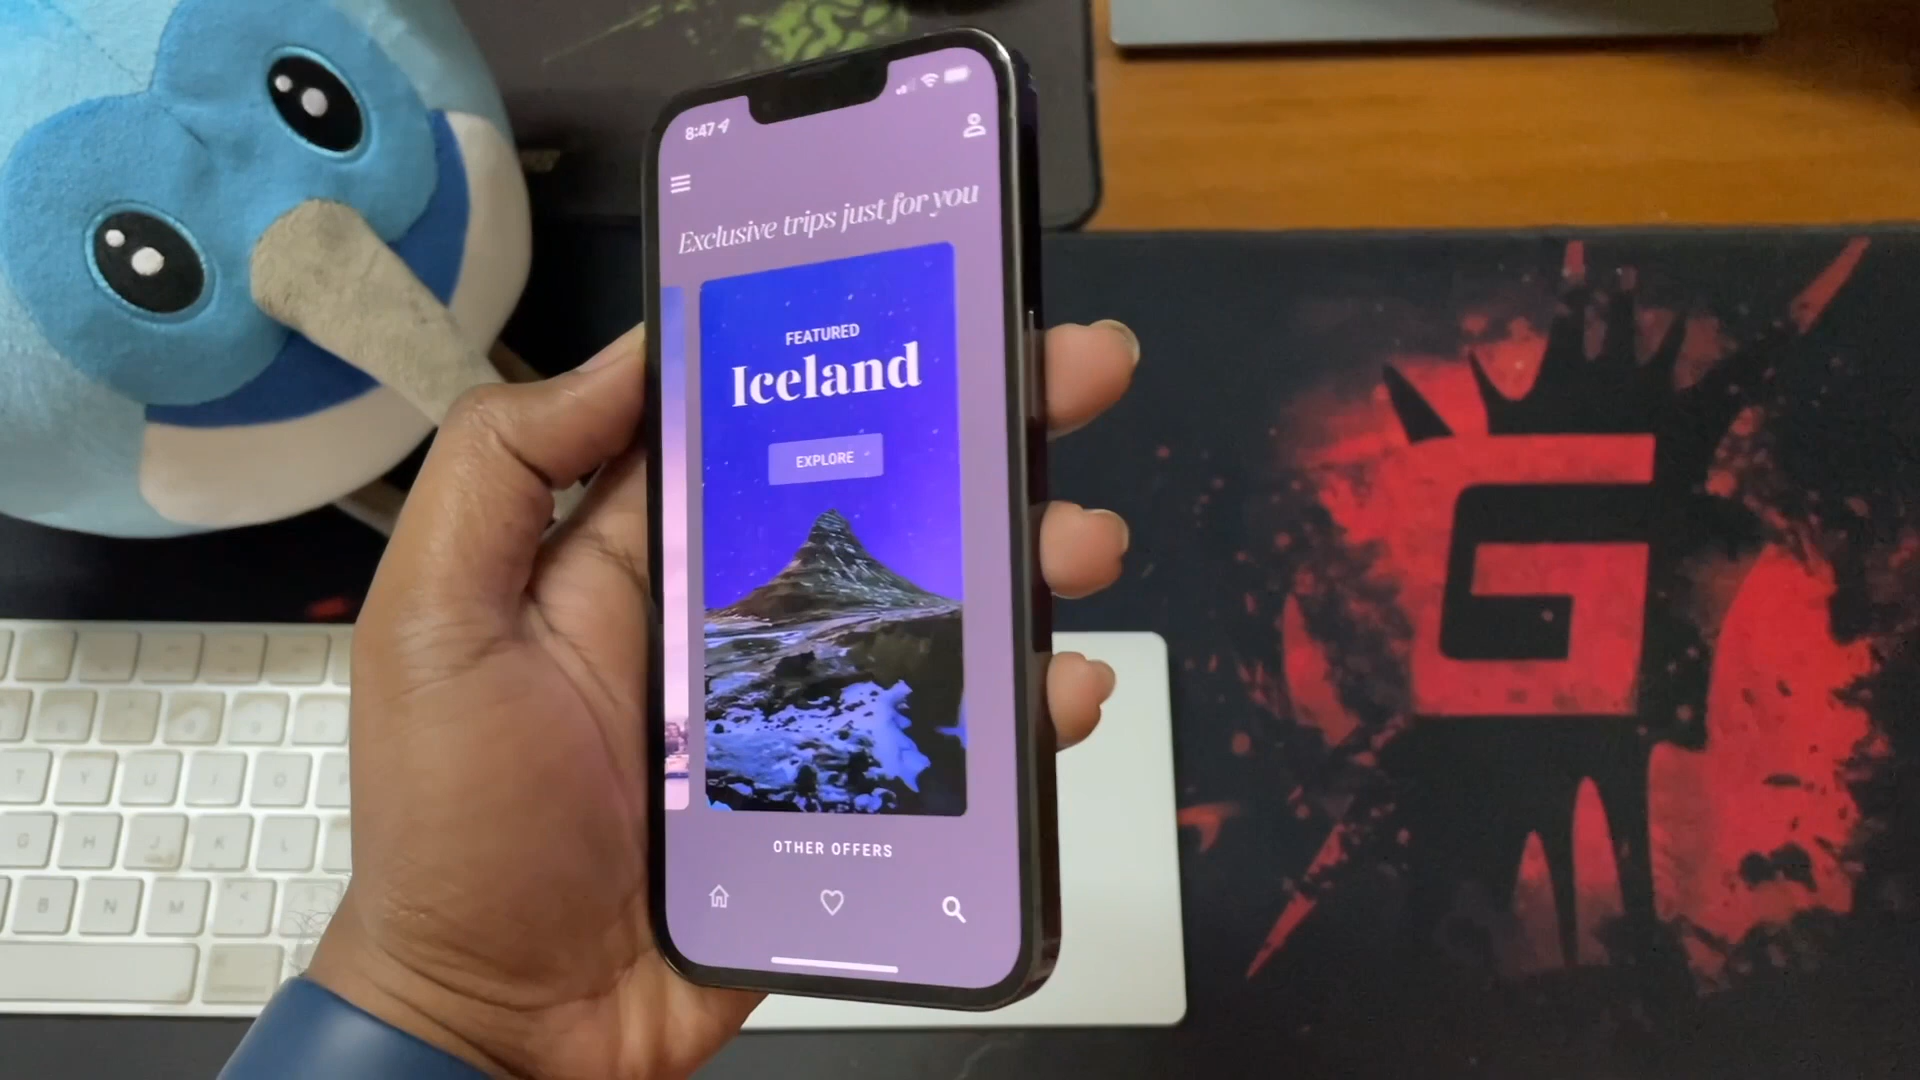 8:47
Exclusive trips just for you
FEATURED
Iceland
EXPLORE
OTHER OFFERS
G
T Y U I O P
G H J K L
B N M <